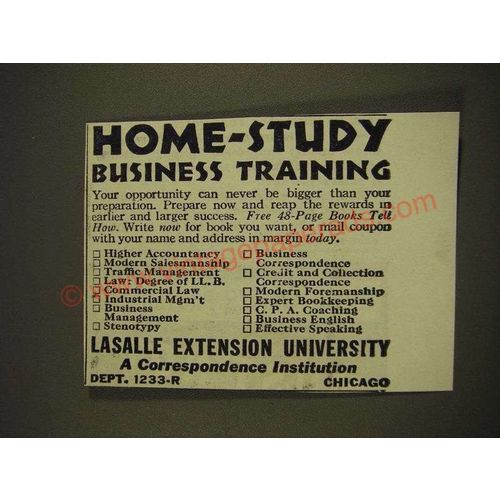 HOME-STUDY
BUSINESS TRAINING
Your opportunity can never be bigger than your
preparation. Prepare now and reap the rewards in
earlier and larger success. Free 48-Page Books Tell
How. Write now for book you want, or mail coupon
with your name and address in margin today.
□ Higher Accountancy
□ Modern Salesmanship
□ Traffic Management
□ Law: Degree of LL.B.
□ Commercial Law
□ Industrial Mgm't
□ Business
Management
□ Stenotypy
□ Business
Correspondence
□ Credit and Collection
Correspondence
□ Modern Foremanship
□ Expert Bookkeeping
□ C. P. A. Coaching
□ Business English
□ Effective Speaking
LASALLE EXTENSION UNIVERSITY
A Correspondence Institution
DEPT. 1233-R CHICAGO